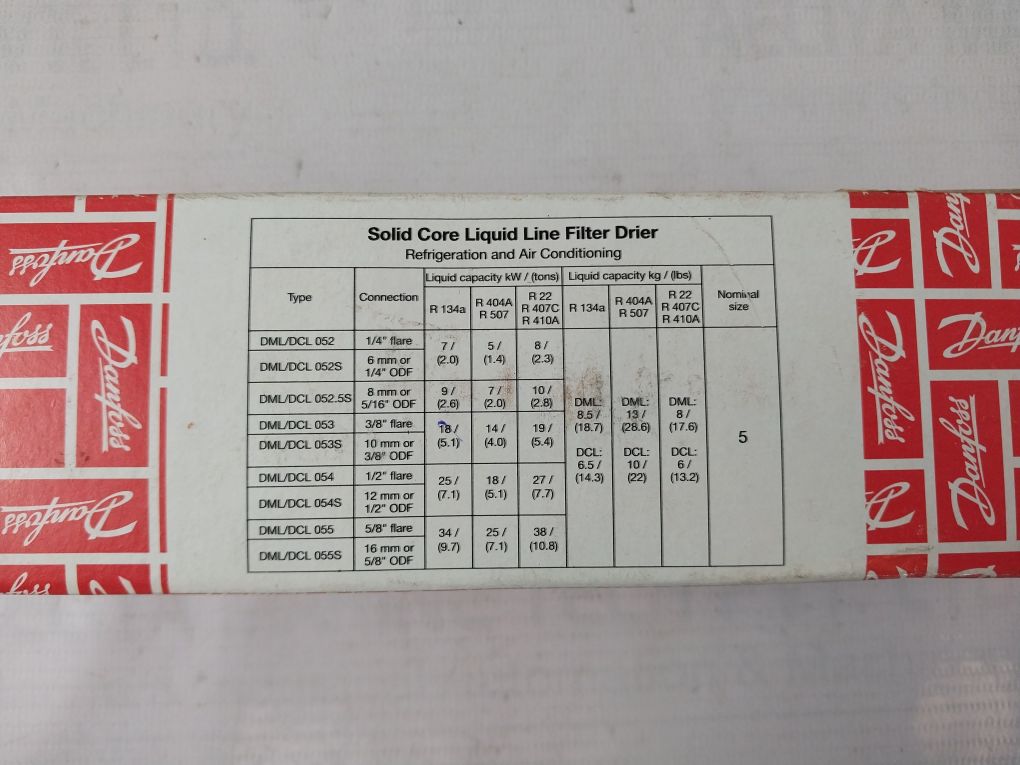 Solid Core Liquid Line Filter Drier
Refrigeration and Air Conditioning
Type Connection Liquid capacity kW / (tons) Liquid capacity kg / (lbs) Nominal size
R 134a R 404A R 507 R 22 R 407C R 410A R 134a R 404A R 507 R 22 R 407C R 410A
DML/DCL 052 1/4" flare 7 / (2.0) 5 / (1.4) 8 / (2.3)
DML/DCL 052S 6 mm or 1/4" ODF
DML/DCL 052.5S 8 mm or 5/16" ODF 9 / (2.6) 7 / (2.0) 10 / (2.8)
DML/DCL 053 3/8" flare 18 / (5.1) 14 / (4.0) 19 / (5.4)
DML/DCL 053S 10 mm or 3/8" ODF
DML/DCL 054 1/2" flare 25 / (7.1) 18 / (5.1) 27 / (7.7)
DML/DCL 054S 12 mm or 1/2" ODF
DML/DCL 055 5/8" flare 34 / (9.7) 25 / (7.1) 38 / (10.8)
DML/DCL 055S 16 mm or 5/8" ODF
DML: 8.5 / (18.7) DML: 13 / (28.6) DML: 8 / (17.6)
DCL: 6.5 / (14.3) DCL: 10 / (22) DCL: 6 / (13.2)
5
Danfoss
Danfoss
Danfoss
Danfoss
Danfoss